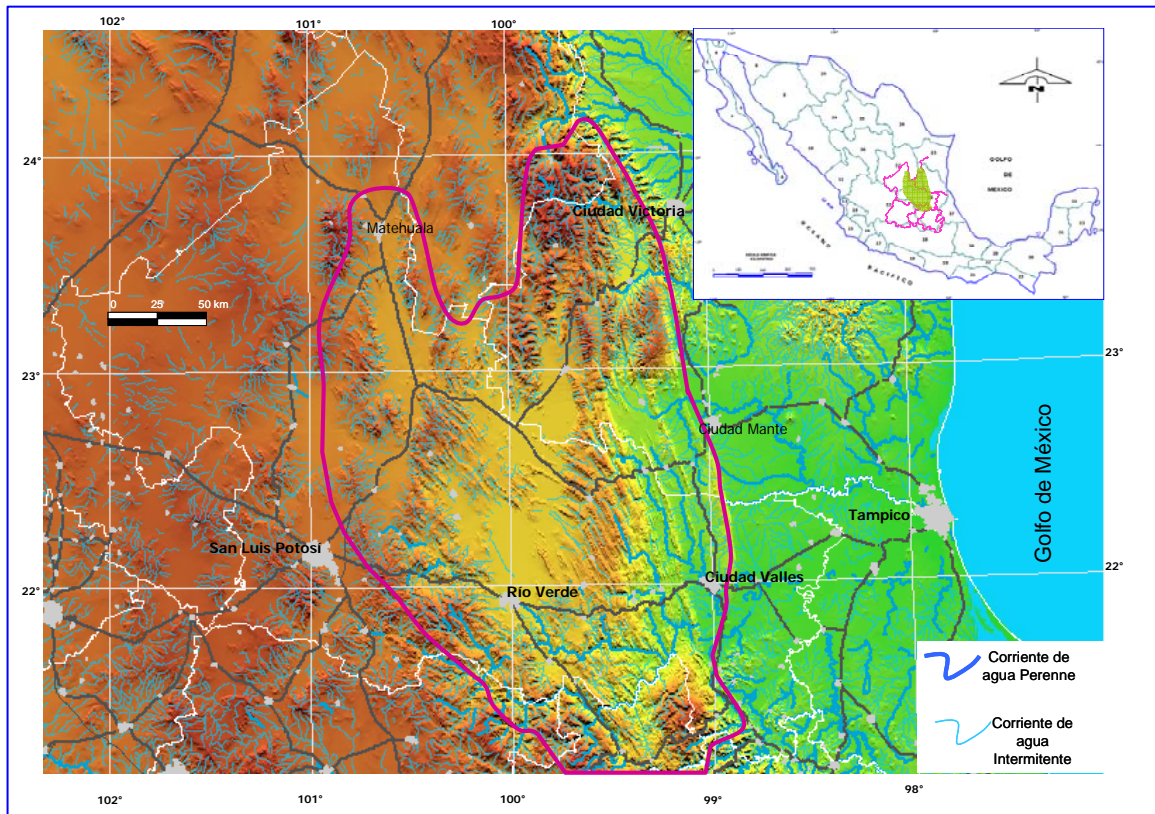 102°
101°
100°
24°
GOLFO
DE
MEXICO
N
OCEANO
PACIFICO
Ciudad Victoria
Matehuala
0 25 50 km
23°
23°
Ciudad Mante
Golfo de México
Tampico
San Luis Potosí
Ciudad Valles
22°
Río Verde
22°
Corriente de
agua Perenne
Corriente de
agua
Intermitente
102°
101°
100°
99°
98°